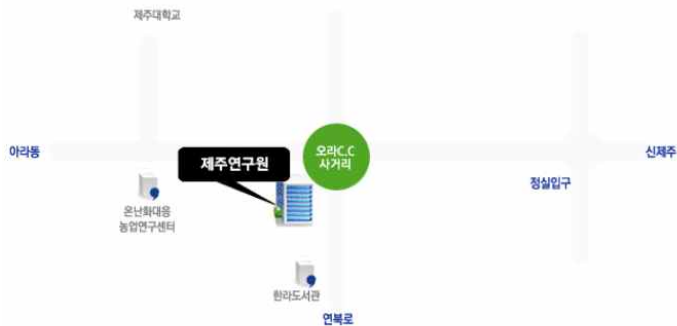 제주대학교
아라동
제주연구원
오라C.C
사거리
신제주
정실입구
온난화대응
농업연구센터
한라도서관
연북로